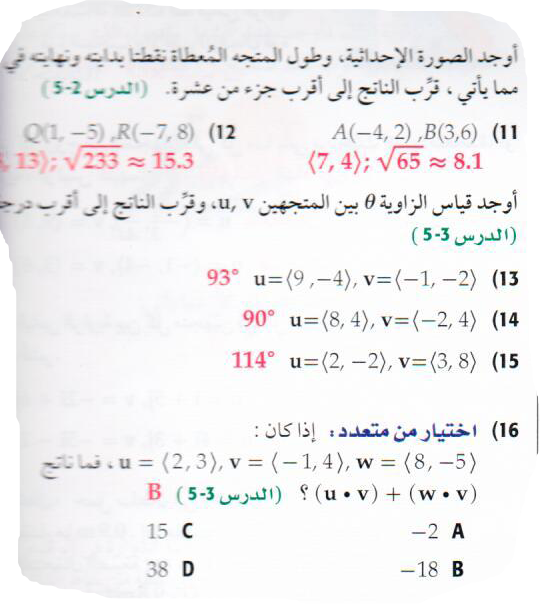 أوجد الصورة الإحداثية، وطول المتجه المُعطاة نقطتا بدايته ونهايته في
مما يأتي ، قرِّب الناتج إلى أقرب جزء من عشرة. (الدرس 2-5)
11) A(−4, 2) ,B(3,6) 12) Q(1, −5) ,R(−7, 8)
⟨7, 4⟩; √65 ≈ 8.1 , 13⟩; √233 ≈ 15.3
أوجد قياس الزاوية θ بين المتجهين u, v، وقرِّب الناتج إلى أقرب
(الدرس 3-5)
13) u=⟨9 ,−4⟩, v=⟨−1, −2⟩ 93°
14) u=⟨8, 4⟩, v=⟨−2, 4⟩ 90°
15) u=⟨2, −2⟩, v=⟨3, 8⟩ 114°
16) اختيار من متعدد: إذا كان :
u = ⟨2, 3⟩, v = ⟨−1, 4⟩, w = ⟨8, −5⟩ ، فما ناتج
(u • v) + (w • v) ؟ (الدرس 3-5) B
A −2 C 15
B −18 D 38